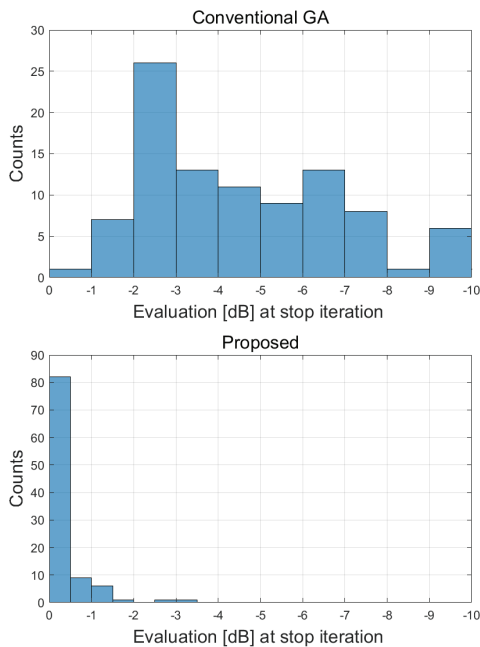 Conventional GA
30
25
20
15
10
5
0
Counts
0 -1 -2 -3 -4 -5 -6 -7 -8 -9 -10
Evaluation [dB] at stop iteration
Proposed
90
80
70
60
50
40
30
20
10
0
Counts
0 -1 -2 -3 -4 -5 -6 -7 -8 -9 -10
Evaluation [dB] at stop iteration